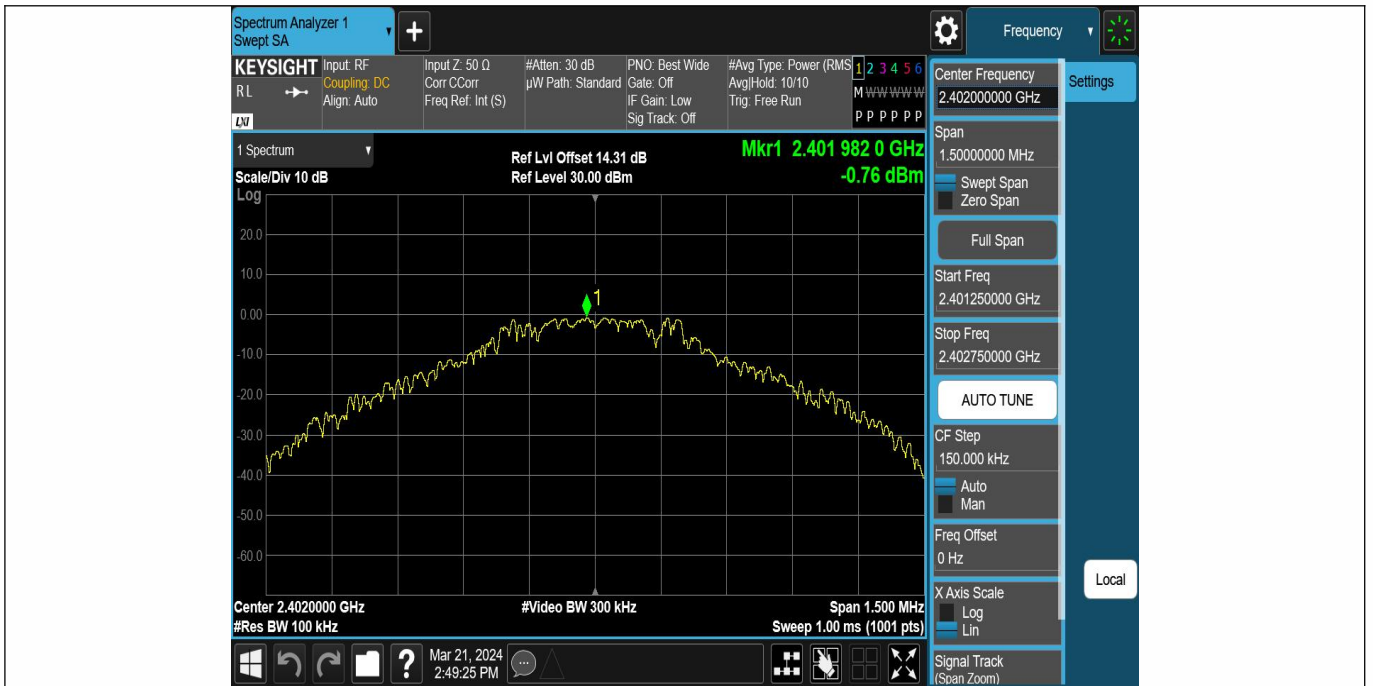 Spectrum Analyzer 1
Swept SA
+
Frequency
KEYSIGHT
R L
LXI
Input: RF
Coupling: DC
Align: Auto
Input Z: 50 Ω
Corr CCorr
Freq Ref: Int (S)
#Atten: 30 dB
µW Path: Standard
PNO: Best Wide
Gate: Off
IF Gain: Low
Sig Track: Off
#Avg Type: Power (RMS
Avg|Hold: 10/10
Trig: Free Run
1 2 3 4 5 6
M W W W W W
P P P P P P
1 Spectrum
Scale/Div 10 dB
Ref Lvl Offset 14.31 dB
Ref Level 30.00 dBm
Mkr1 2.401 982 0 GHz
-0.76 dBm
Log
20.0
10.0
0.00
-10.0
-20.0
-30.0
-40.0
-50.0
-60.0
1
Center 2.4020000 GHz
#Res BW 100 kHz
#Video BW 300 kHz
Span 1.500 MHz
Sweep 1.00 ms (1001 pts)
Center Frequency
2.402000000 GHz
Settings
Span
1.50000000 MHz
Swept Span
Zero Span
Full Span
Start Freq
2.401250000 GHz
Stop Freq
2.402750000 GHz
AUTO TUNE
CF Step
150.000 kHz
Auto
Man
Freq Offset
0 Hz
Local
X Axis Scale
Log
Lin
Signal Track
(Span Zoom)
?
Mar 21, 2024
2:49:25 PM